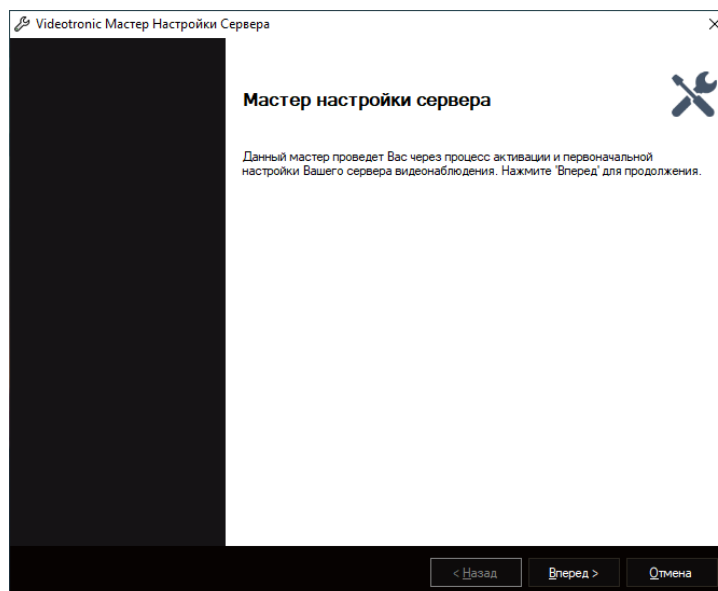 Videotronic Мастер Настройки Сервера
Мастер настройки сервера
Данный мастер проведет Вас через процесс активации и первоначальной
настройки Вашего сервера видеонаблюдения. Нажмите 'Вперед' для продолжения.
< Назад Вперед > Отмена